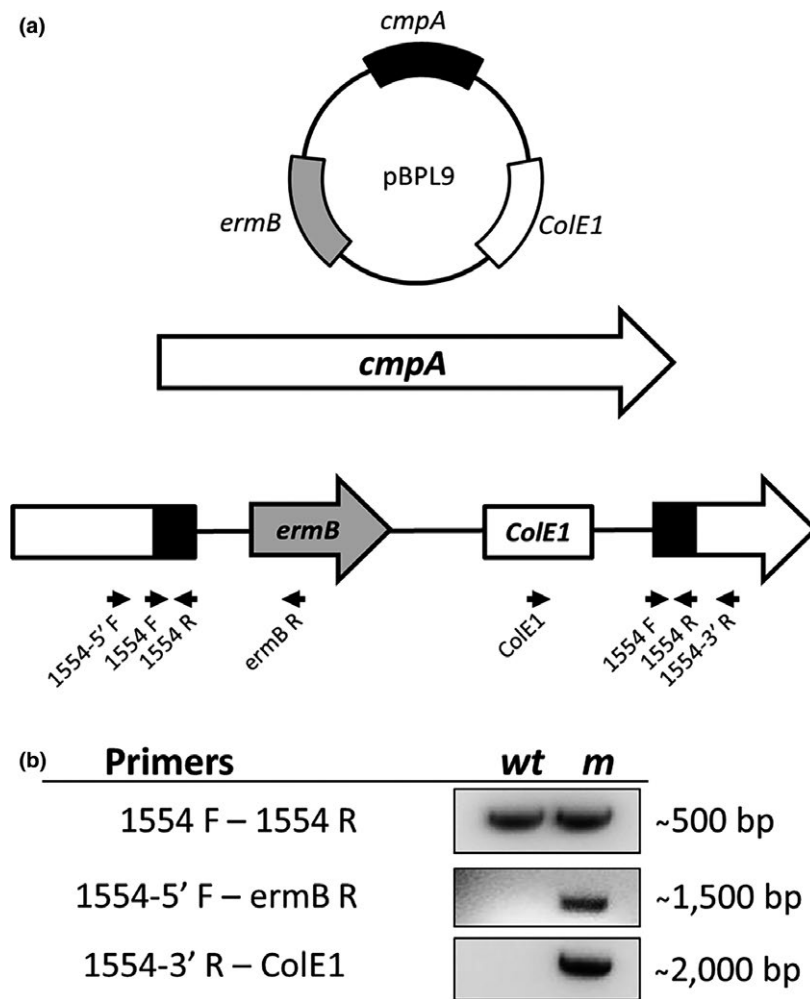 (a)
cmpA
pBPL9
ermB
ColE1
cmpA
ermB
ColE1
1554-5' F
1554 F
1554 R
ermB R
ColE1
1554 F
1554 R
1554-3' R
(b)
Primers wt m
1554 F – 1554 R ~500 bp
1554-5' F – ermB R ~1,500 bp
1554-3' R – ColE1 ~2,000 bp